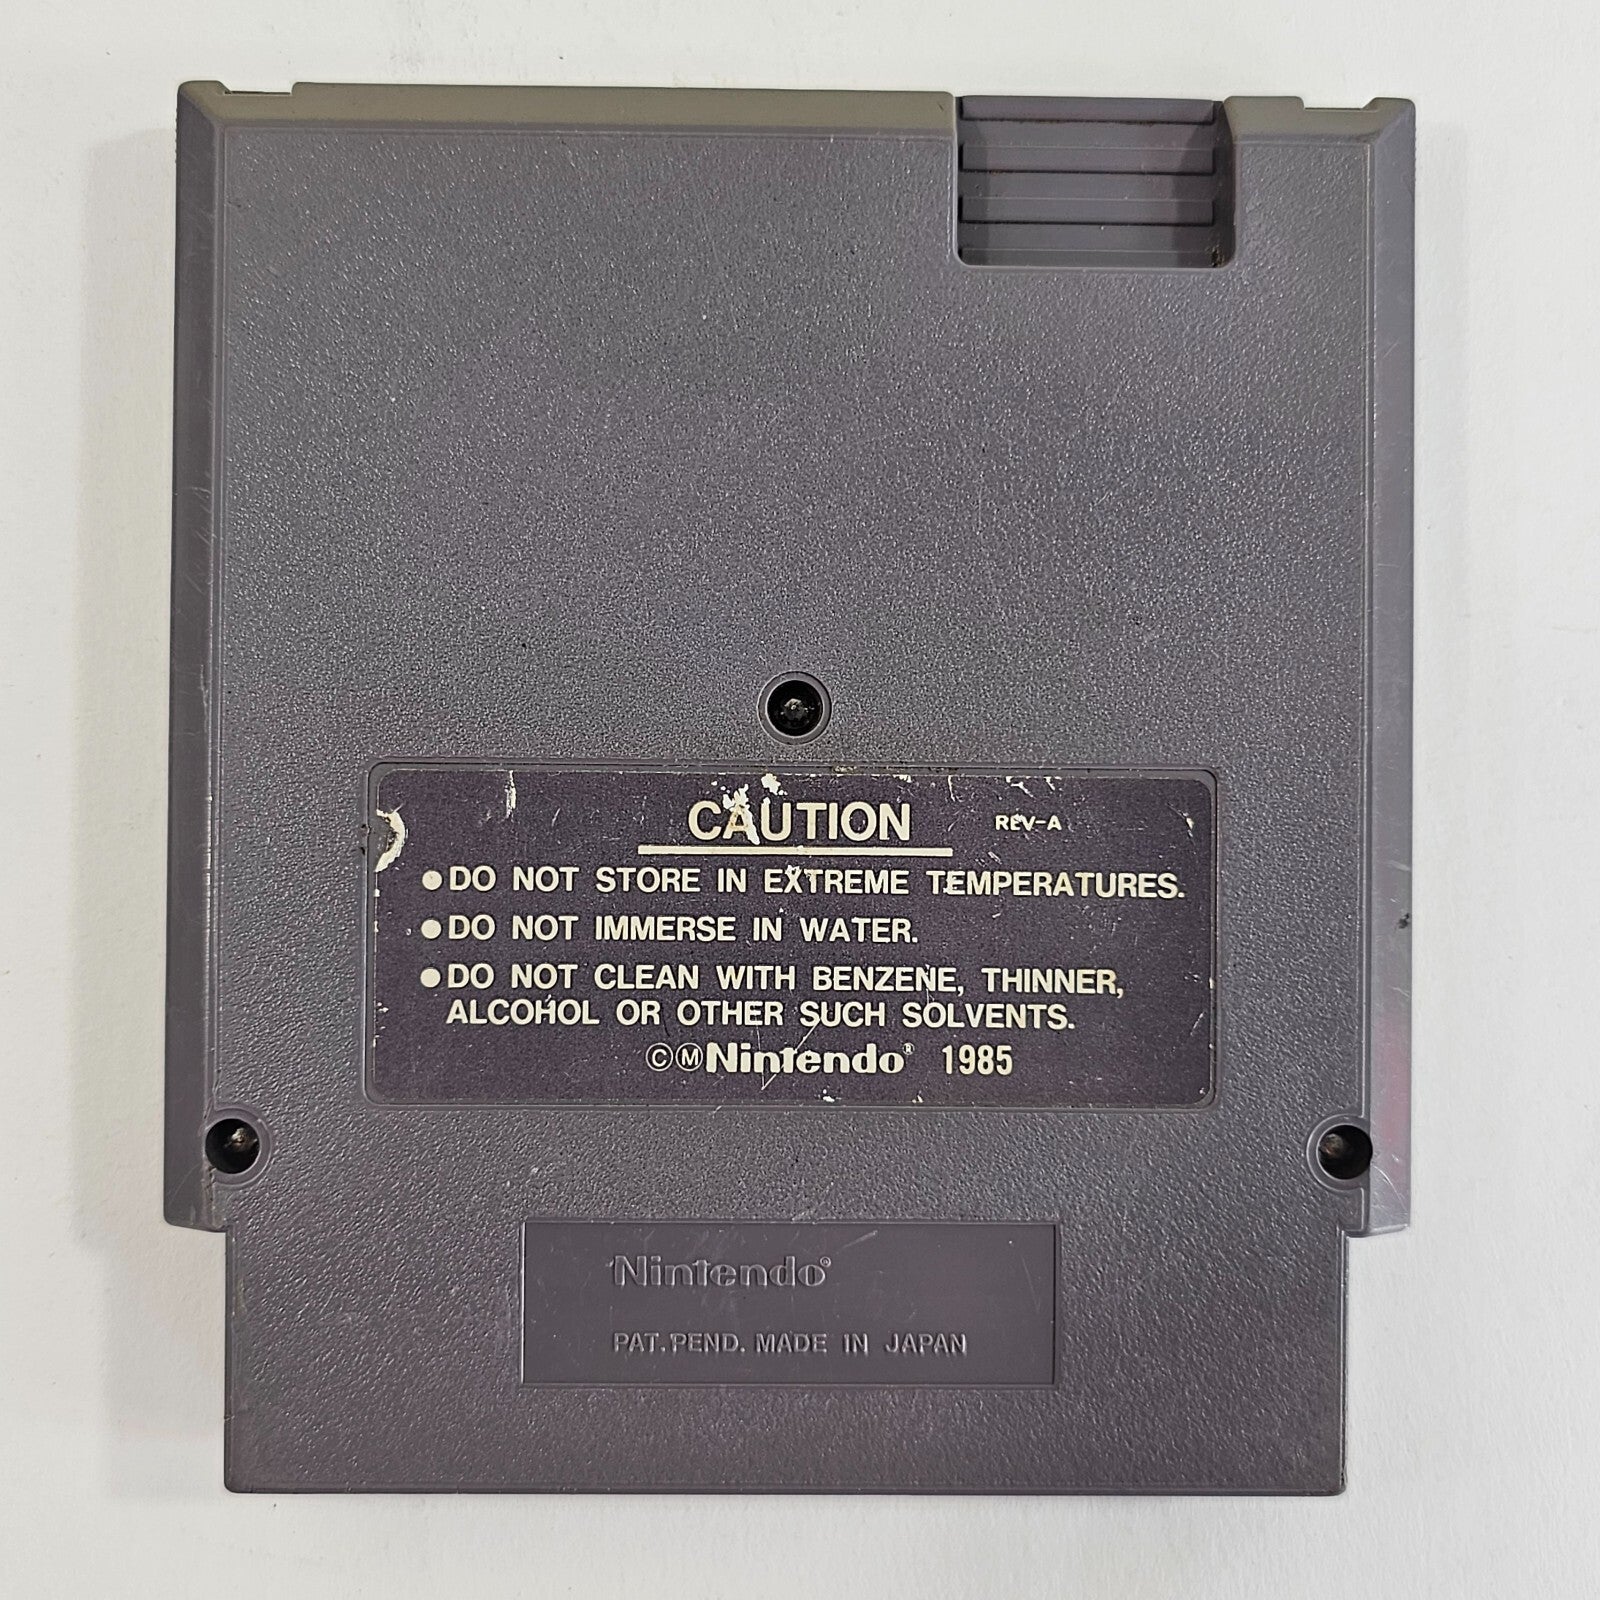 CAUTION REV-A
●DO NOT STORE IN EXTREME TEMPERATURES.
●DO NOT IMMERSE IN WATER.
●DO NOT CLEAN WITH BENZENE, THINNER,
ALCOHOL OR OTHER SUCH SOLVENTS.
©ⓂNintendo® 1985
Nintendo®
PAT. PEND. MADE IN JAPAN